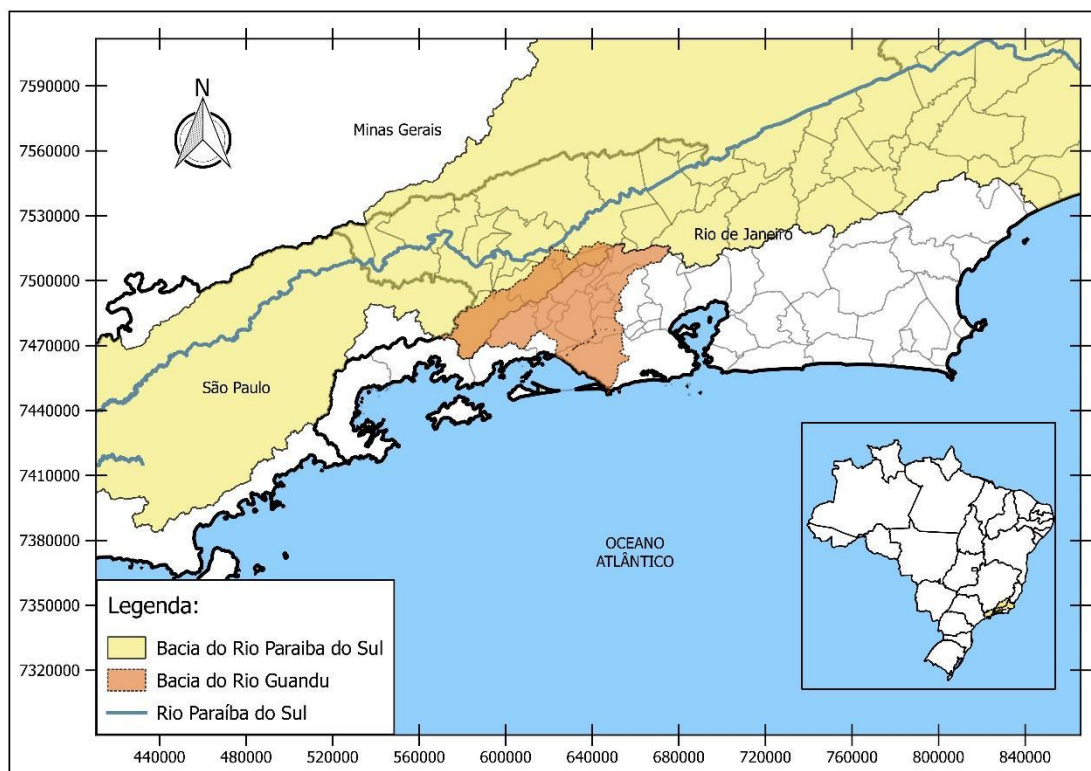 N
Minas Gerais
Rio de Janeiro
São Paulo
OCEANO
ATLÂNTICO
7590000
7560000
7530000
7500000
7470000
7440000
7410000
7380000
7350000
7320000
Legenda:
Bacia do Rio Paraiba do Sul
Bacia do Rio Guandu
Rio Paraíba do Sul
440000 480000 520000 560000 600000 640000 680000 720000 760000 800000 840000